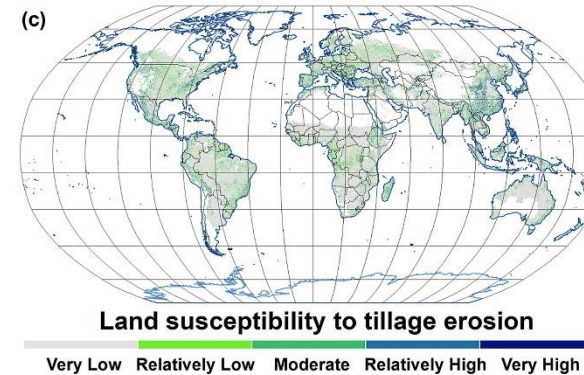 (c)
Land susceptibility to tillage erosion
Very Low Relatively Low Moderate Relatively High Very High